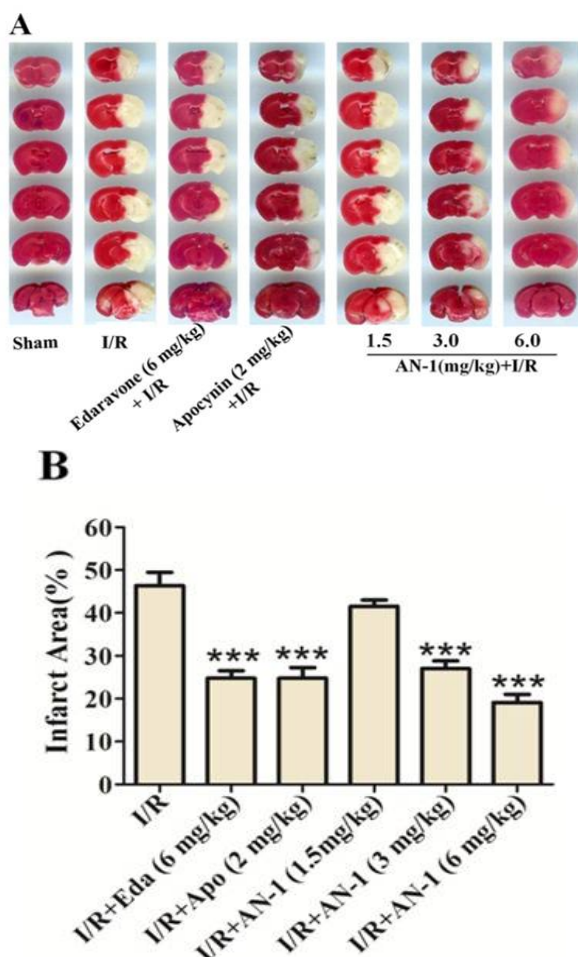 A
Sham
I/R
Edaravone (6 mg/kg)
+ I/R
Apocynin (2 mg/kg)
+I/R
1.5
3.0
6.0
AN-1(mg/kg)+I/R
B
Infarct Area(%)
60
50
40
30
20
10
0
***
***
***
***
I/R
I/R+Eda (6 mg/kg)
I/R+Apo (2 mg/kg)
I/R+AN-1 (1.5mg/kg)
I/R+AN-1 (3 mg/kg)
I/R+AN-1 (6 mg/kg)